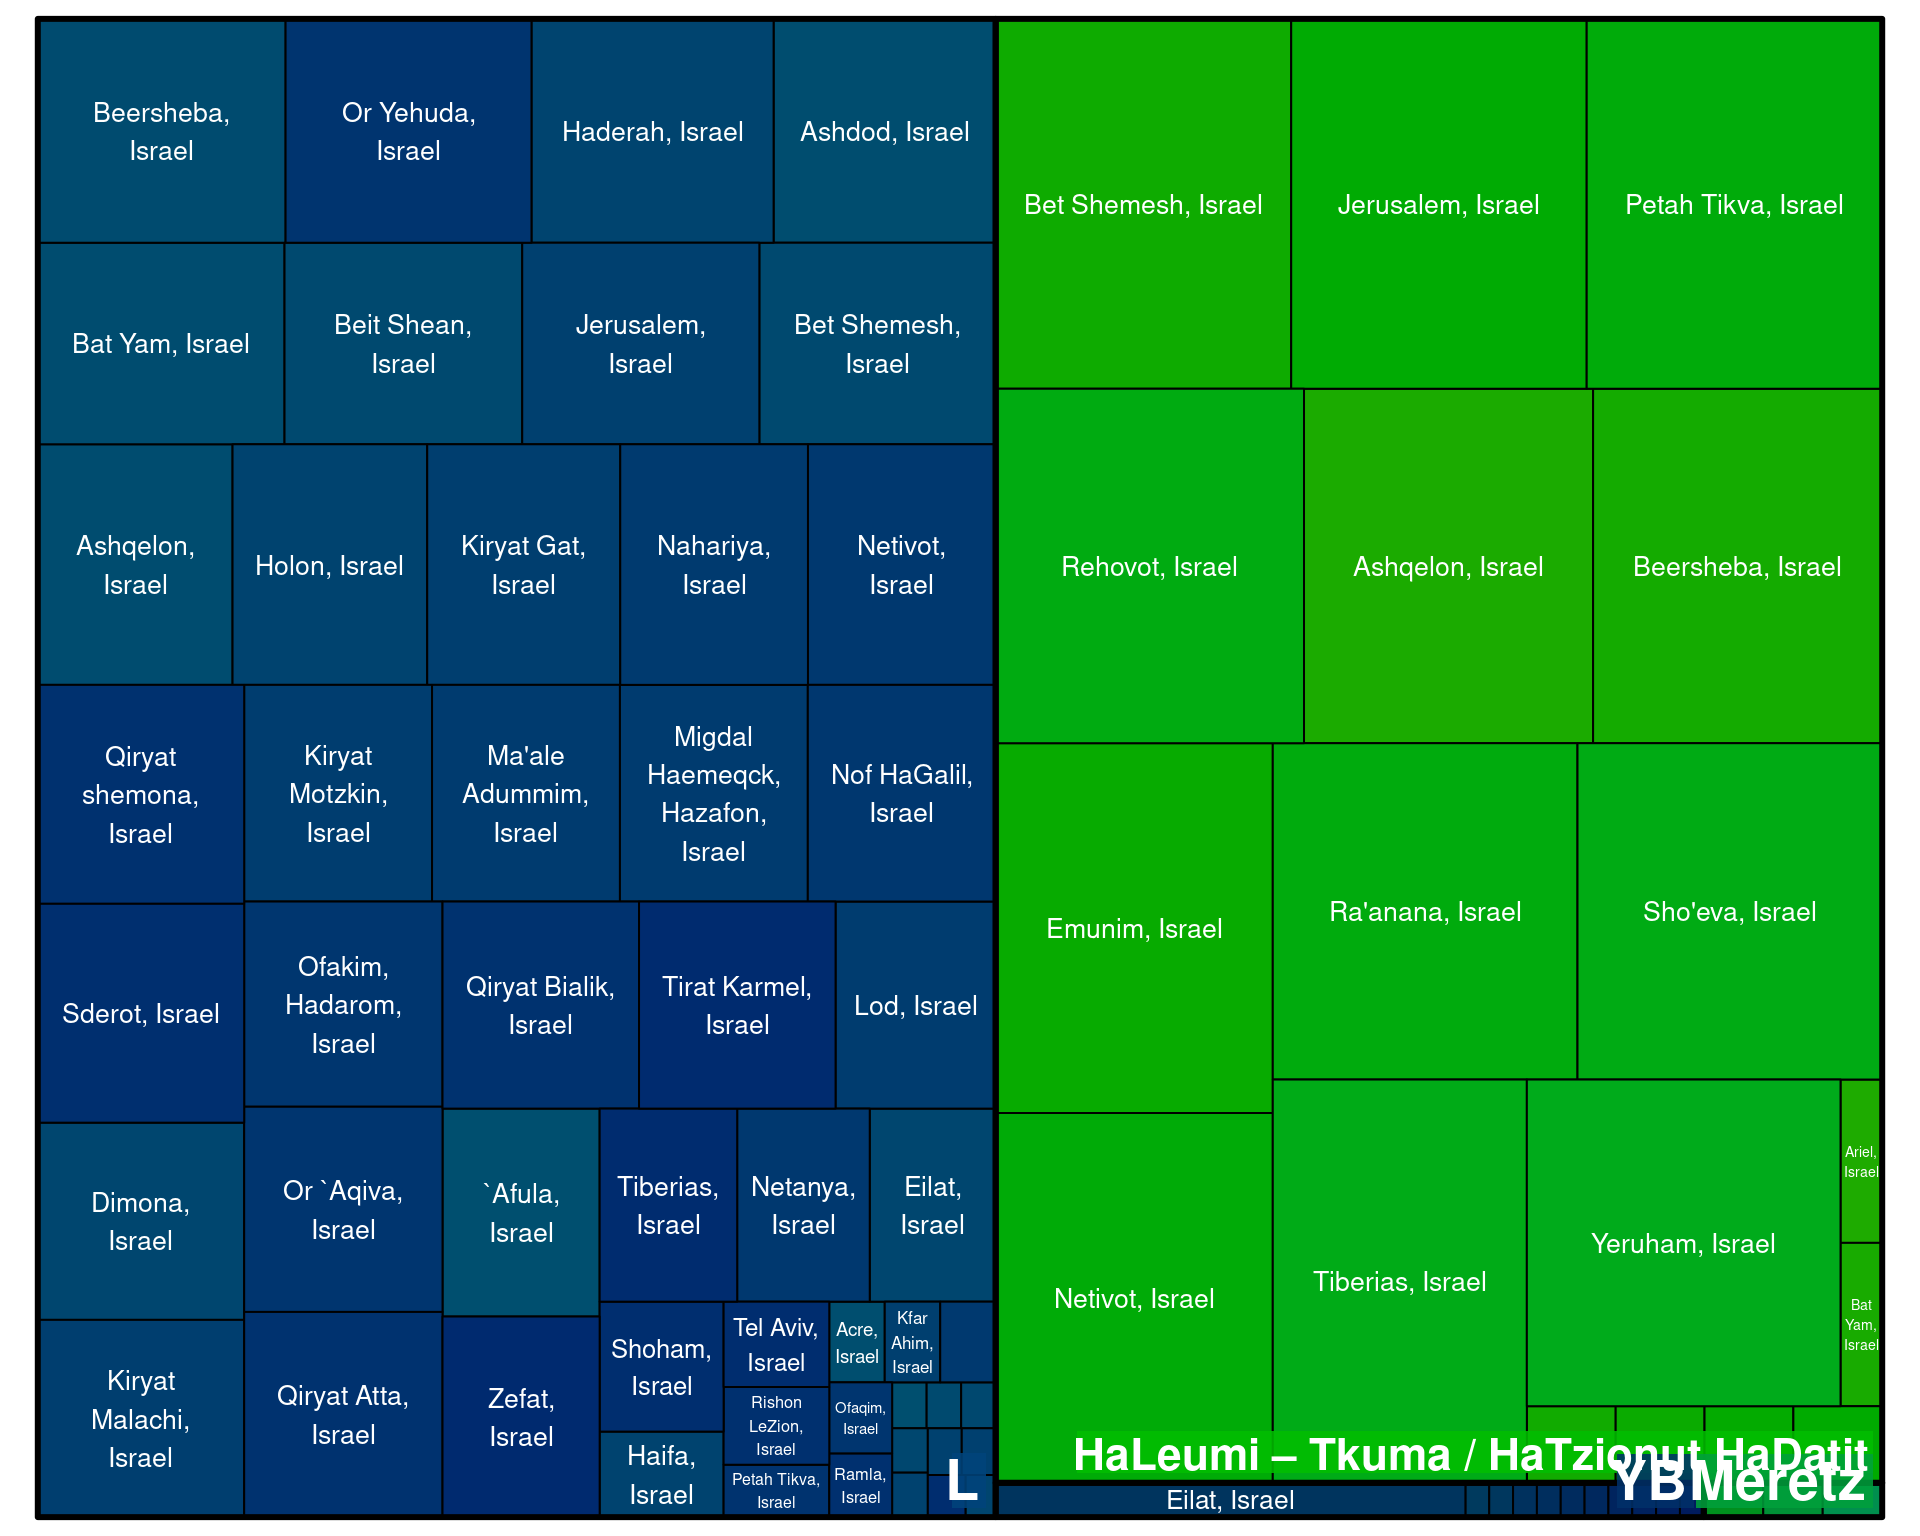 Beersheba,
Israel
Or Yehuda,
Israel
Haderah, Israel
Ashdod, Israel
Bat Yam, Israel
Beit Shean,
Israel
Jerusalem,
Israel
Bet Shemesh,
Israel
Ashqelon,
Israel
Holon, Israel
Kiryat Gat,
Israel
Nahariya,
Israel
Netivot,
Israel
Qiryat
shemona,
Israel
Kiryat
Motzkin,
Israel
Ma'ale
Adummim,
Israel
Migdal
Haemeqck,
Hazafon,
Israel
Nof HaGalil,
Israel
Sderot, Israel
Ofakim,
Hadarom,
Israel
Qiryat Bialik,
Israel
Tirat Karmel,
Israel
Lod, Israel
Dimona,
Israel
Or `Aqiva,
Israel
`Afula,
Israel
Tiberias,
Israel
Netanya,
Israel
Eilat,
Israel
Kiryat
Malachi,
Israel
Qiryat Atta,
Israel
Zefat,
Israel
Shoham,
Israel
Haifa,
Israel
Tel Aviv,
Israel
Rishon
LeZion,
Israel
Petah Tikva,
Israel
Acre,
Israel
Kfar
Ahim,
Israel
Ofaqim,
Israel
Ramla,
Israel
L
Bet Shemesh, Israel
Jerusalem, Israel
Petah Tikva, Israel
Rehovot, Israel
Ashqelon, Israel
Beersheba, Israel
Emunim, Israel
Ra'anana, Israel
Sho'eva, Israel
Netivot, Israel
Tiberias, Israel
Yeruham, Israel
Ariel,
Israel
Bat
Yam,
Israel
HaLeumi – Tkuma / HaTzionut HaDatit
YB
Meretz
Eilat, Israel